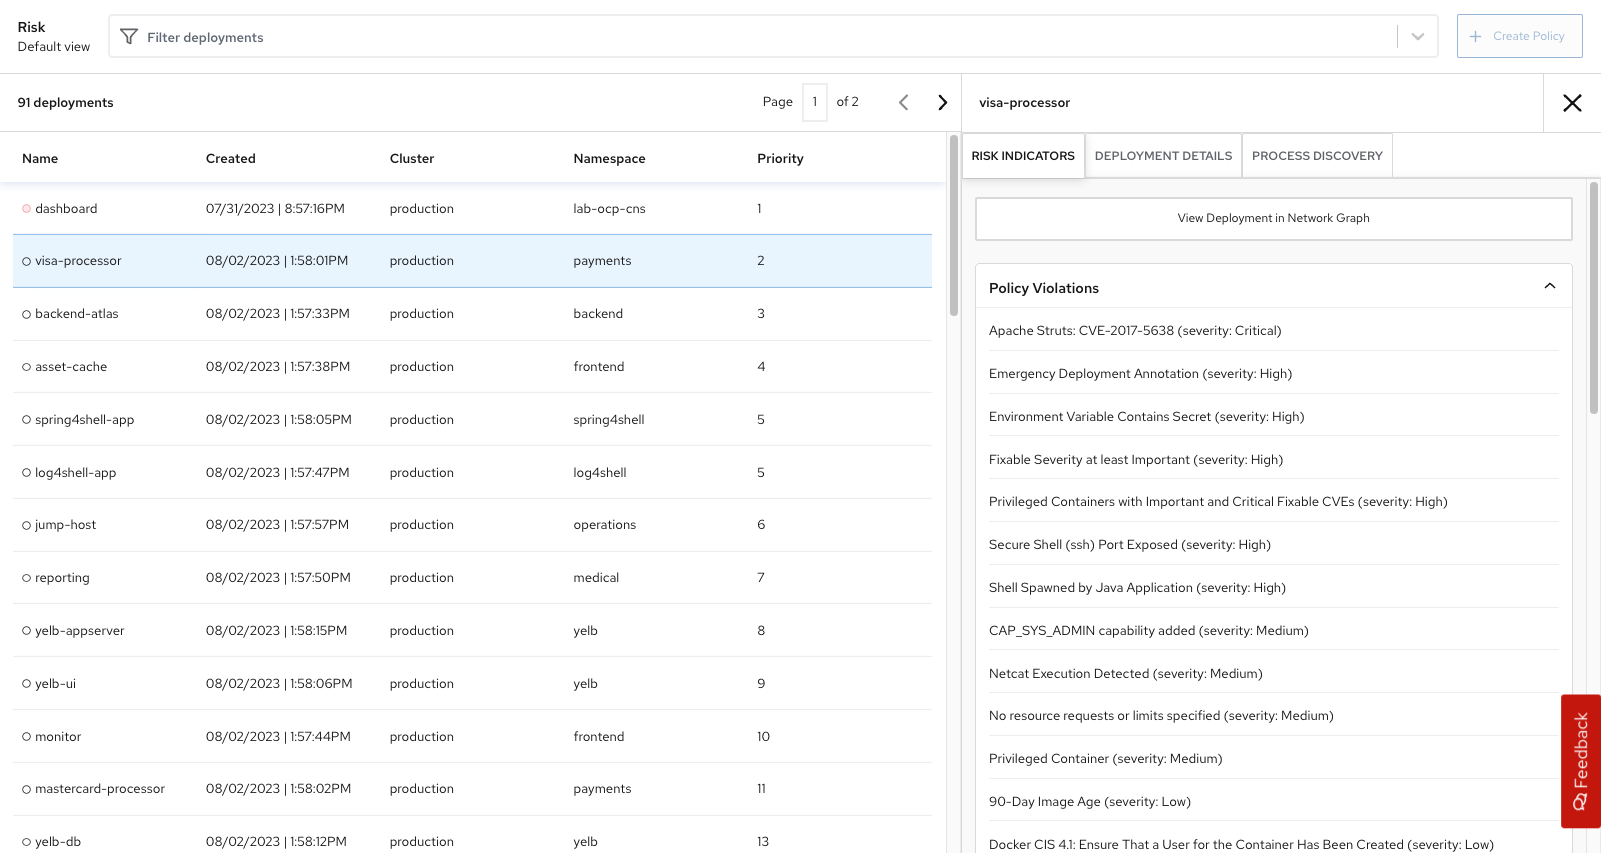 Risk
Default view
Filter deployments
Create Policy
91 deployments
Page 1 of 2
visa-processor
RISK INDICATORS DEPLOYMENT DETAILS PROCESS DISCOVERY
Name Created Cluster Namespace Priority
dashboard 07/31/2023 | 8:57:16PM production lab-ocp-cns 1
visa-processor 08/02/2023 | 1:58:01PM production payments 2
backend-atlas 08/02/2023 | 1:57:33PM production backend 3
asset-cache 08/02/2023 | 1:57:38PM production frontend 4
spring4shell-app 08/02/2023 | 1:58:05PM production spring4shell 5
log4shell-app 08/02/2023 | 1:57:47PM production log4shell 5
jump-host 08/02/2023 | 1:57:57PM production operations 6
reporting 08/02/2023 | 1:57:50PM production medical 7
yelb-appserver 08/02/2023 | 1:58:15PM production yelb 8
yelb-ui 08/02/2023 | 1:58:06PM production yelb 9
monitor 08/02/2023 | 1:57:44PM production frontend 10
mastercard-processor 08/02/2023 | 1:58:02PM production payments 11
yelb-db 08/02/2023 | 1:58:12PM production yelb 13
View Deployment in Network Graph
Policy Violations
Apache Struts: CVE-2017-5638 (severity: Critical)
Emergency Deployment Annotation (severity: High)
Environment Variable Contains Secret (severity: High)
Fixable Severity at least Important (severity: High)
Privileged Containers with Important and Critical Fixable CVEs (severity: High)
Secure Shell (ssh) Port Exposed (severity: High)
Shell Spawned by Java Application (severity: High)
CAP_SYS_ADMIN capability added (severity: Medium)
Netcat Execution Detected (severity: Medium)
No resource requests or limits specified (severity: Medium)
Privileged Container (severity: Medium)
90-Day Image Age (severity: Low)
Docker CIS 4.1: Ensure That a User for the Container Has Been Created (severity: Low)
Feedback